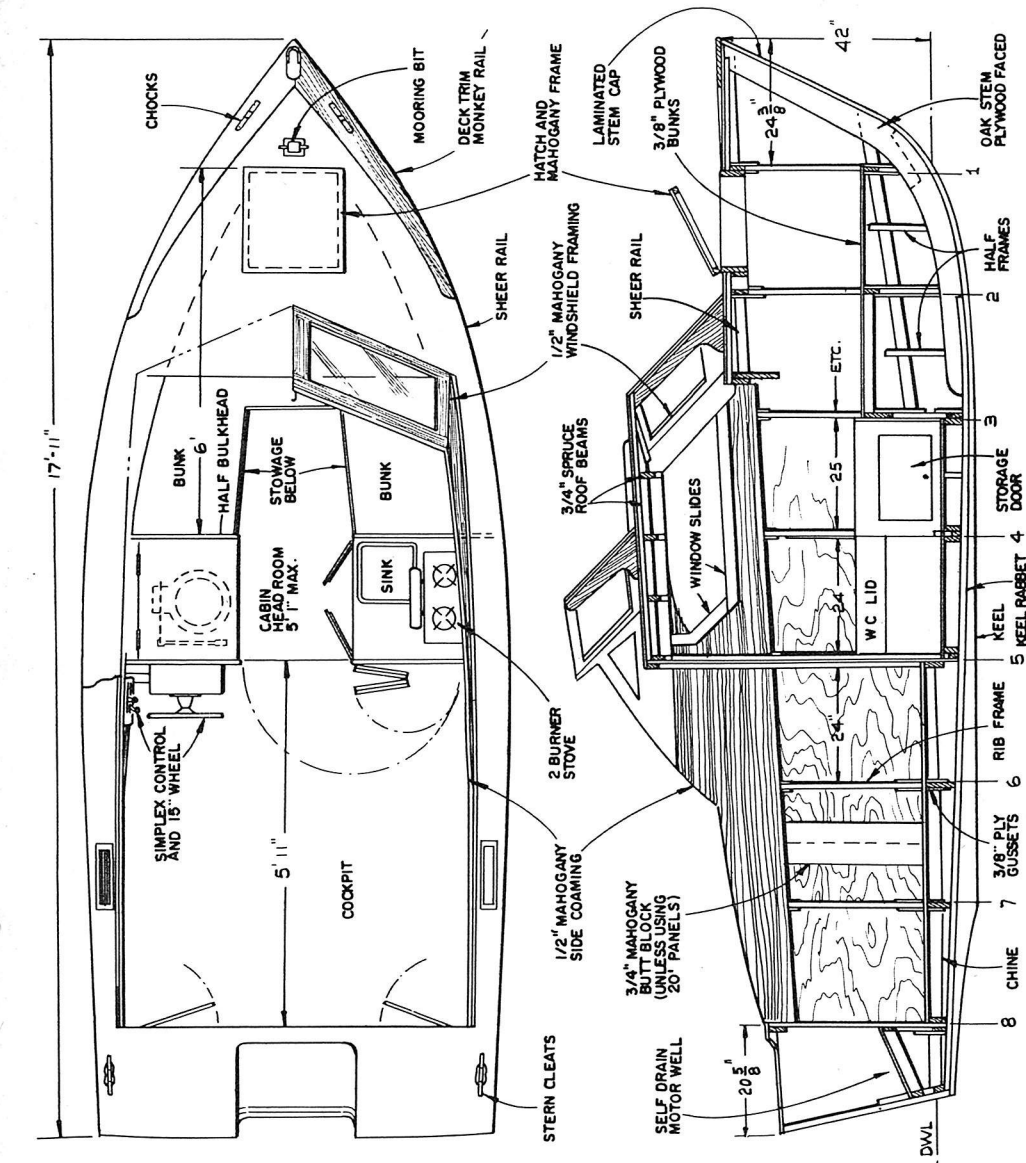 17'-11"
CHOCKS
MOORING BIT
DECK TRIM
MONKEY RAIL
HATCH AND
MAHOGANY FRAME
SHEER RAIL
1/2" MAHOGANY
WINDSHIELD FRAMING
BUNK
6'
HALF BULKHEAD
STOWAGE
BELOW
BUNK
CABIN
HEAD ROOM
5' 1" MAX.
SINK
2 BURNER
STOVE
SIMPLEX CONTROL
AND 15" WHEEL
5' 11"
COCKPIT
1/2" MAHOGANY
SIDE COAMING
STERN CLEATS
LAMINATED
STEM CAP
3/8" PLYWOOD
BUNKS
42"
24 3/8"
OAK STEM
PLYWOOD FACED
SHEER RAIL
HALF
FRAMES
3/4" SPRUCE
ROOF BEAMS
WINDOW SLIDES
ETC.
25
24
24"
WC LID
STORAGE
DOOR
KEEL RABBET
KEEL
RIB FRAME
3/8" PLY
GUSSETS
CHINE
3/4" MAHOGANY
BUTT BLOCK
(UNLESS USING
20' PANELS)
SELF DRAIN
MOTOR WELL
20 5/8"
DWL
1
2
3
4
5
6
7
8